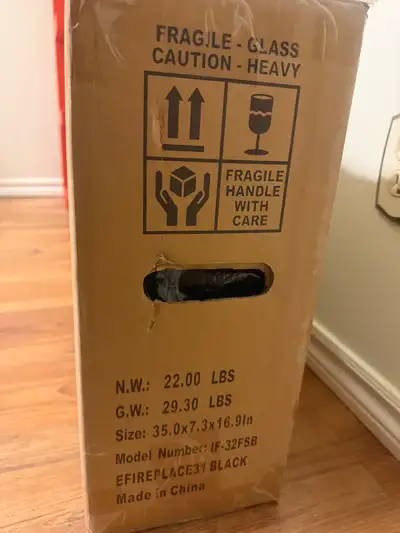 FRAGILE - GLASS
CAUTION - HEAVY
FRAGILE
HANDLE
WITH
CARE
N.W.: 22.00 LBS
G.W.: 29.30 LBS
Size: 35.0x7.3x16.9In
Model Number: IF-32FSB
EFIREPLACE31 BLACK
Made in China